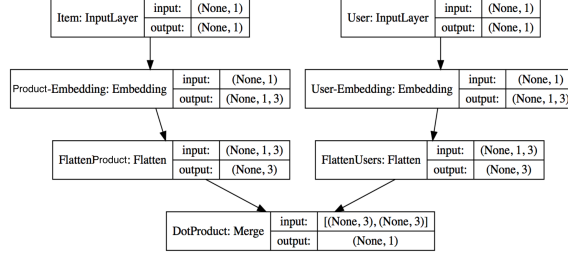 Item: InputLayer input: (None, 1) output: (None, 1)
User: InputLayer input: (None, 1) output: (None, 1)
Product-Embedding: Embedding input: (None, 1) output: (None, 1, 3)
User-Embedding: Embedding input: (None, 1) output: (None, 1, 3)
FlattenProduct: Flatten input: (None, 1, 3) output: (None, 3)
FlattenUsers: Flatten input: (None, 1, 3) output: (None, 3)
DotProduct: Merge input: [(None, 3), (None, 3)] output: (None, 1)